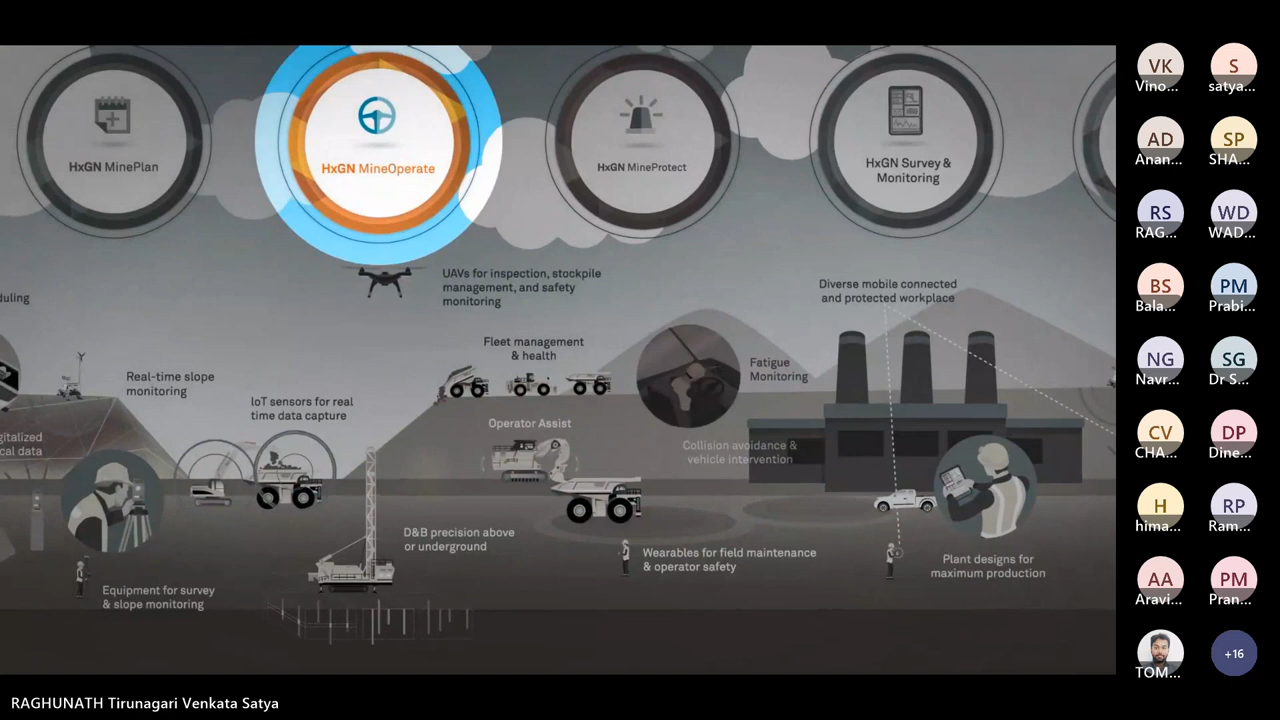 HxGN MinePlan
HxGN MineOperate
HxGN MineProtect
HxGN Survey &
Monitoring
UAVs for inspection, stockpile
management, and safety
monitoring
Diverse mobile connected
and protected workplace
duling
Fleet management
& health
Fatigue
Monitoring
Real-time slope
monitoring
IoT sensors for real
time data capture
Operator Assist
gitalized
cal data
Collision avoidance &
vehicle intervention
D&B precision above
or underground
Wearables for field maintenance
& operator safety
Plant designs for
maximum production
Equipment for survey
& slope monitoring
VK
Vino...
S
satya...
AD
Anan...
SP
SHA...
RS
RAG...
WD
WAD...
BS
Bala...
PM
Prabi...
NG
Navr...
SG
Dr S...
CV
CHA...
DP
Dine...
H
hima...
RP
Ram...
AA
Aravi...
PM
Pran...
TOM...
+16
RAGHUNATH Tirunagari Venkata Satya